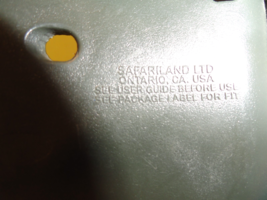 SAFARILAND LTD
ONTARIO, CA. USA
SEE USER GUIDE BEFORE USE
SEE PACKAGE LABEL FOR FIT